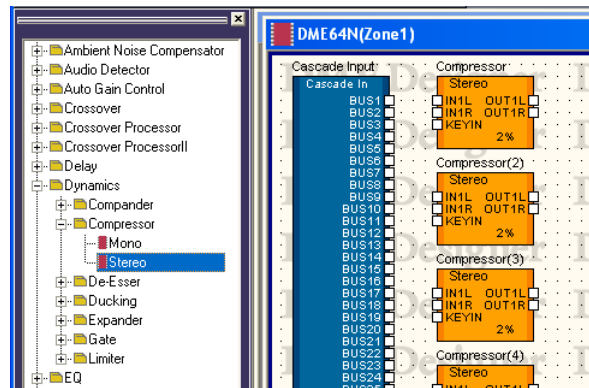 Ambient Noise Compensator
Audio Detector
Auto Gain Control
Crossover
Crossover Processor
Crossover ProcessorII
Delay
Dynamics
Compander
Compressor
Mono
Stereo
De-Esser
Ducking
Expander
Gate
Limiter
EQ
DME64N(Zone1)
Cascade Input
Cascade In
BUS1
BUS2
BUS3
BUS4
BUS5
BUS6
BUS7
BUS8
BUS9
BUS10
BUS11
BUS12
BUS13
BUS14
BUS15
BUS16
BUS17
BUS18
BUS19
BUS20
BUS21
BUS22
BUS23
BUS24
Compressor
Stereo
IN1L OUT1L
IN1R OUT1R
KEYIN
2%
Compressor(2)
Stereo
IN1L OUT1L
IN1R OUT1R
KEYIN
2%
Compressor(3)
Stereo
IN1L OUT1L
IN1R OUT1R
KEYIN
2%
Compressor(4)
Stereo
IN1L OUT1L